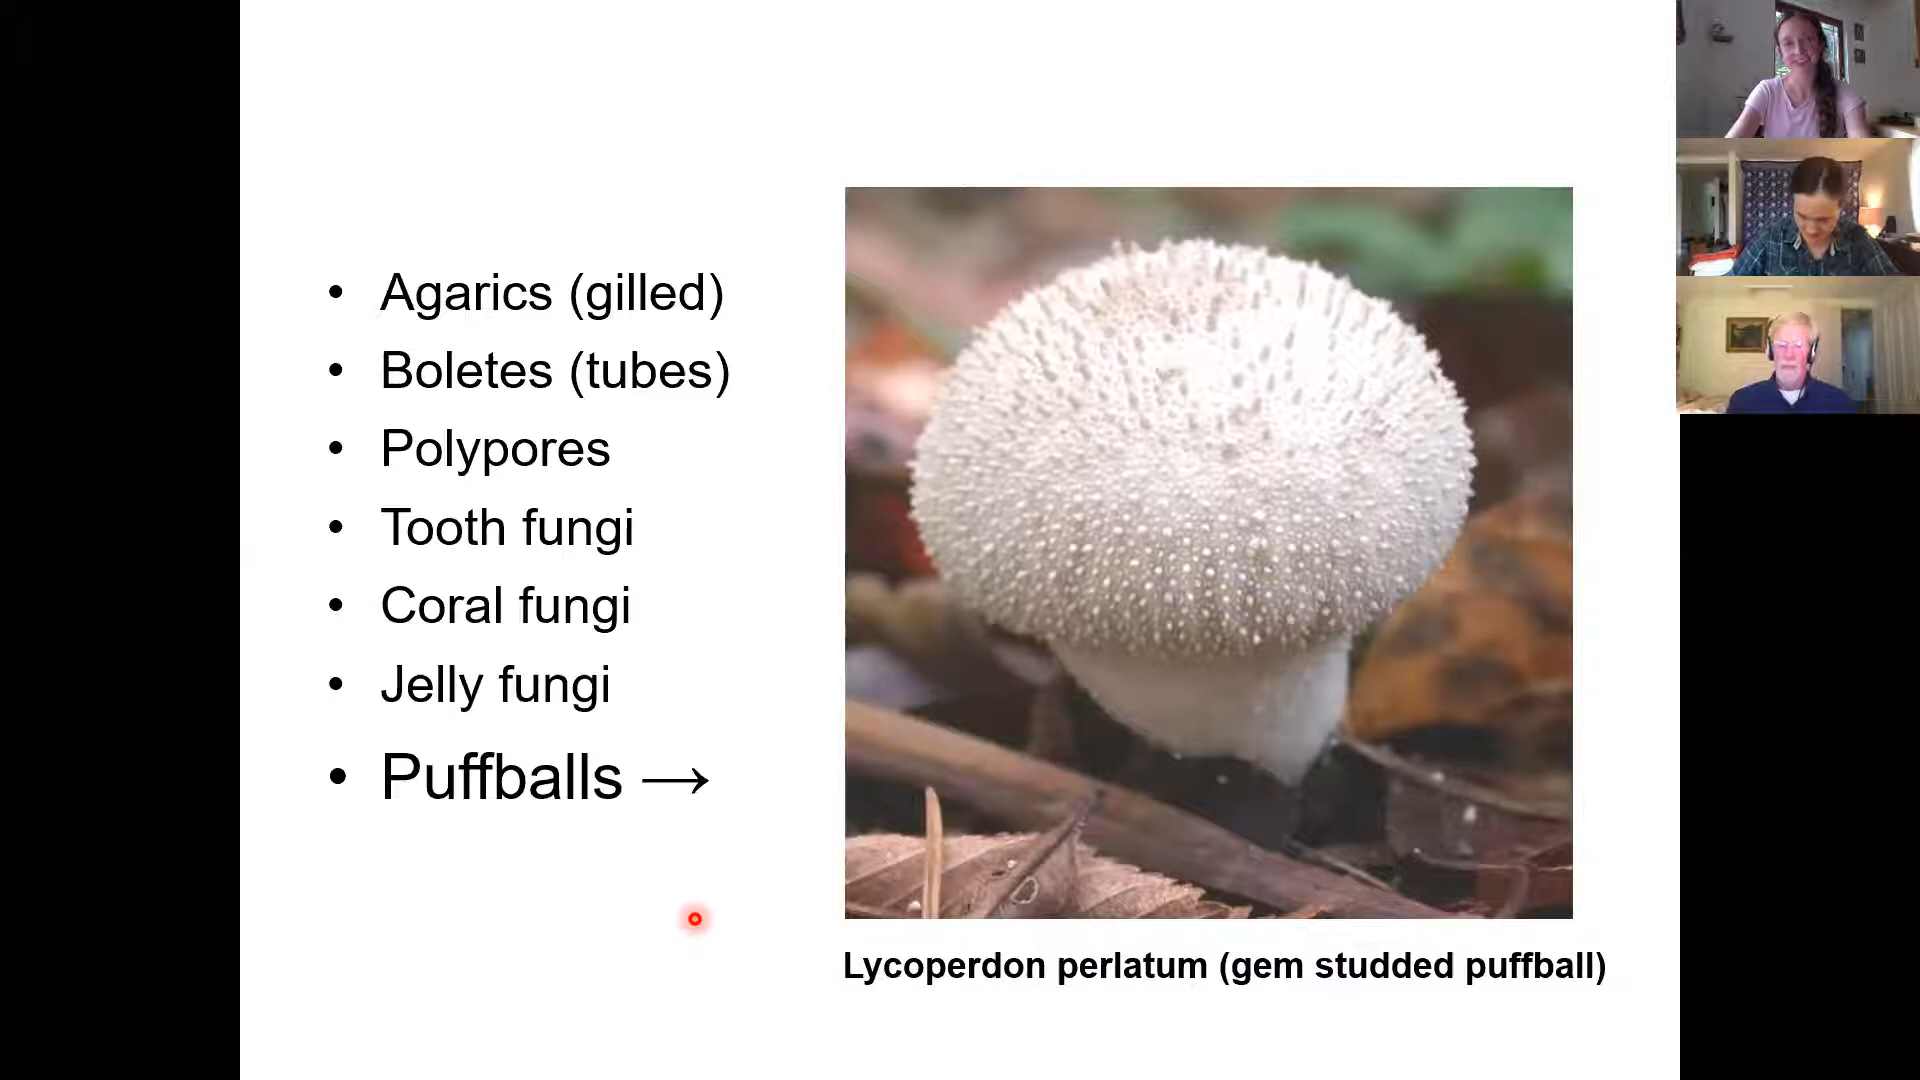 • Agarics (gilled)
• Boletes (tubes)
• Polypores
• Tooth fungi
• Coral fungi
• Jelly fungi
• Puffballs →
Lycoperdon perlatum (gem studded puffball)